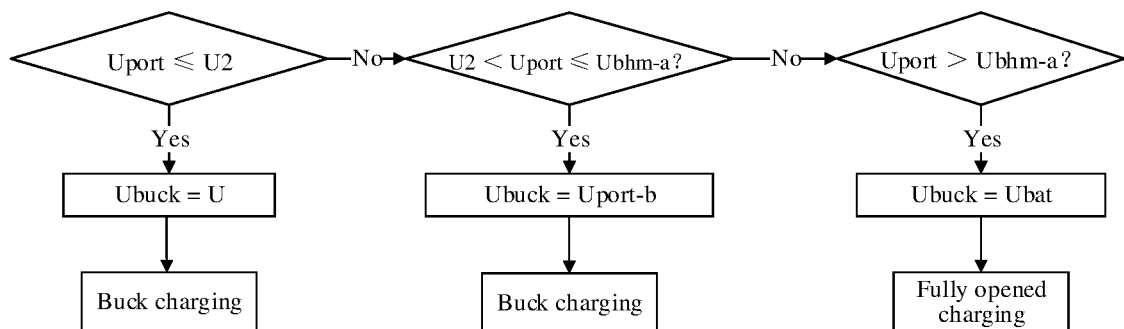 Uport ≤ U2
No
U2 < Uport ≤ Ubhm-a?
No
Uport > Ubhm-a?
Yes
Yes
Yes
Ubuck = U
Ubuck = Uport-b
Ubuck = Ubat
Buck charging
Buck charging
Fully opened
charging